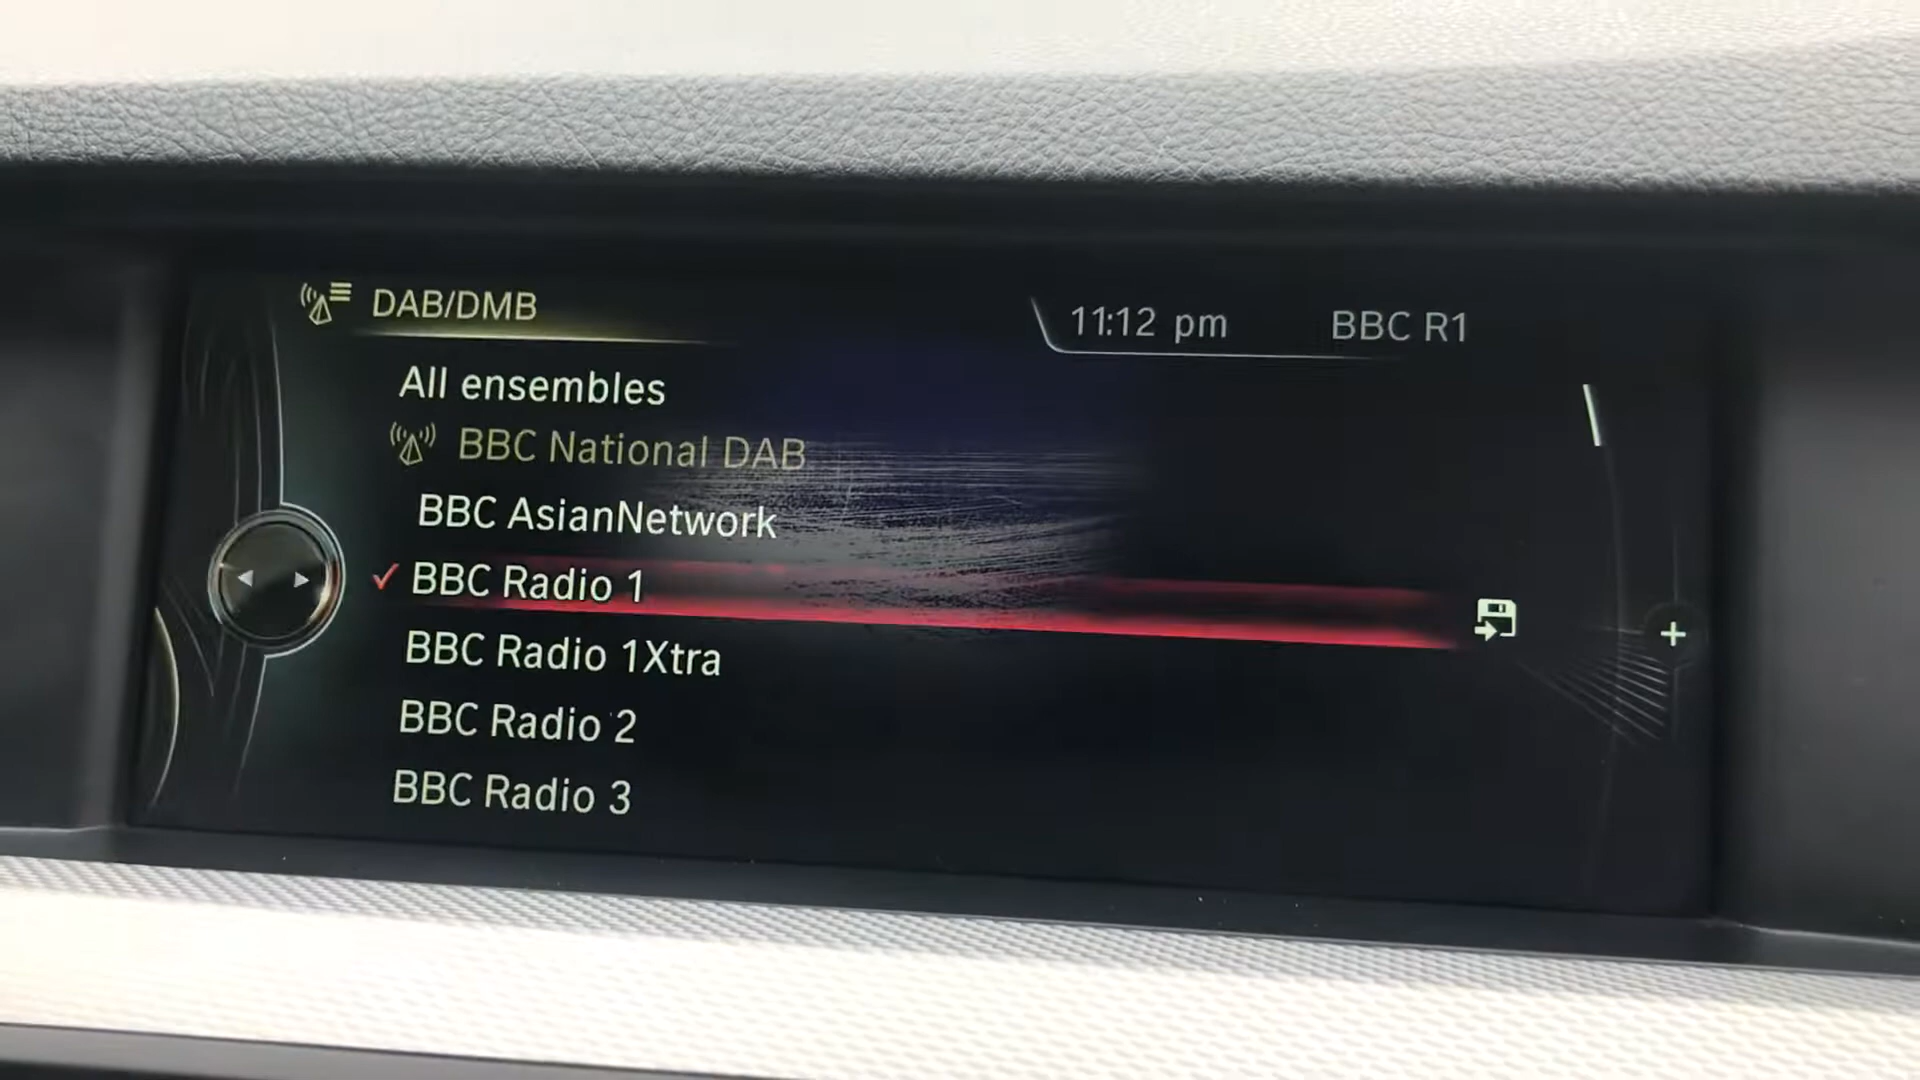 DAB/DMB
11:12 pm BBC R1
All ensembles
BBC National DAB
BBC AsianNetwork
BBC Radio 1
BBC Radio 1Xtra
BBC Radio 2
BBC Radio 3